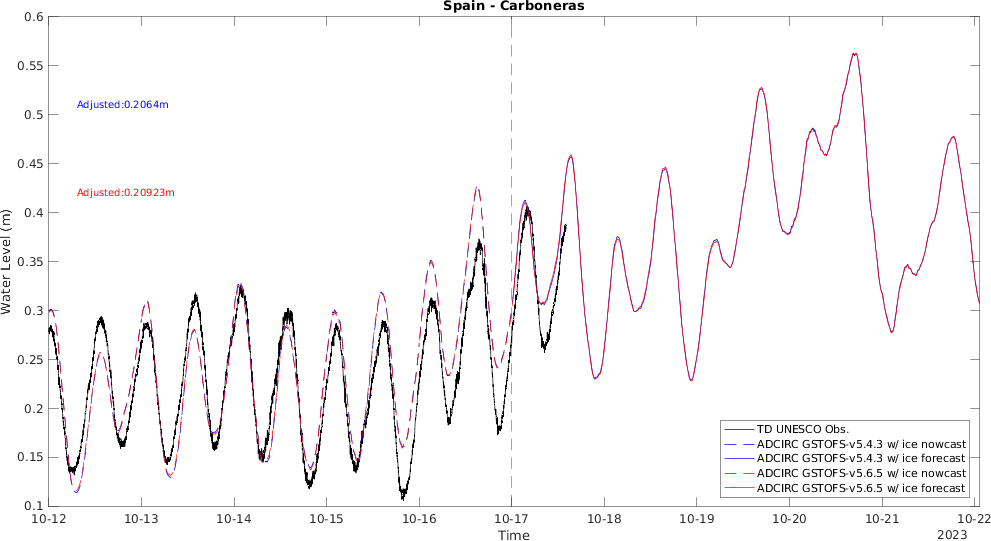 Spain - Carboneras
0.6
0.55
0.5
0.45
0.4
0.35
0.3
0.25
0.2
0.15
0.1
Water Level (m)
Adjusted:0.2064m
Adjusted:0.20923m
TD UNESCO Obs.
ADCIRC GSTOFS-v5.4.3 w/ ice nowcast
ADCIRC GSTOFS-v5.4.3 w/ ice forecast
ADCIRC GSTOFS-v5.6.5 w/ ice nowcast
ADCIRC GSTOFS-v5.6.5 w/ ice forecast
10-12 10-13 10-14 10-15 10-16 10-17 10-18 10-19 10-20 10-21 10-22
Time
2023